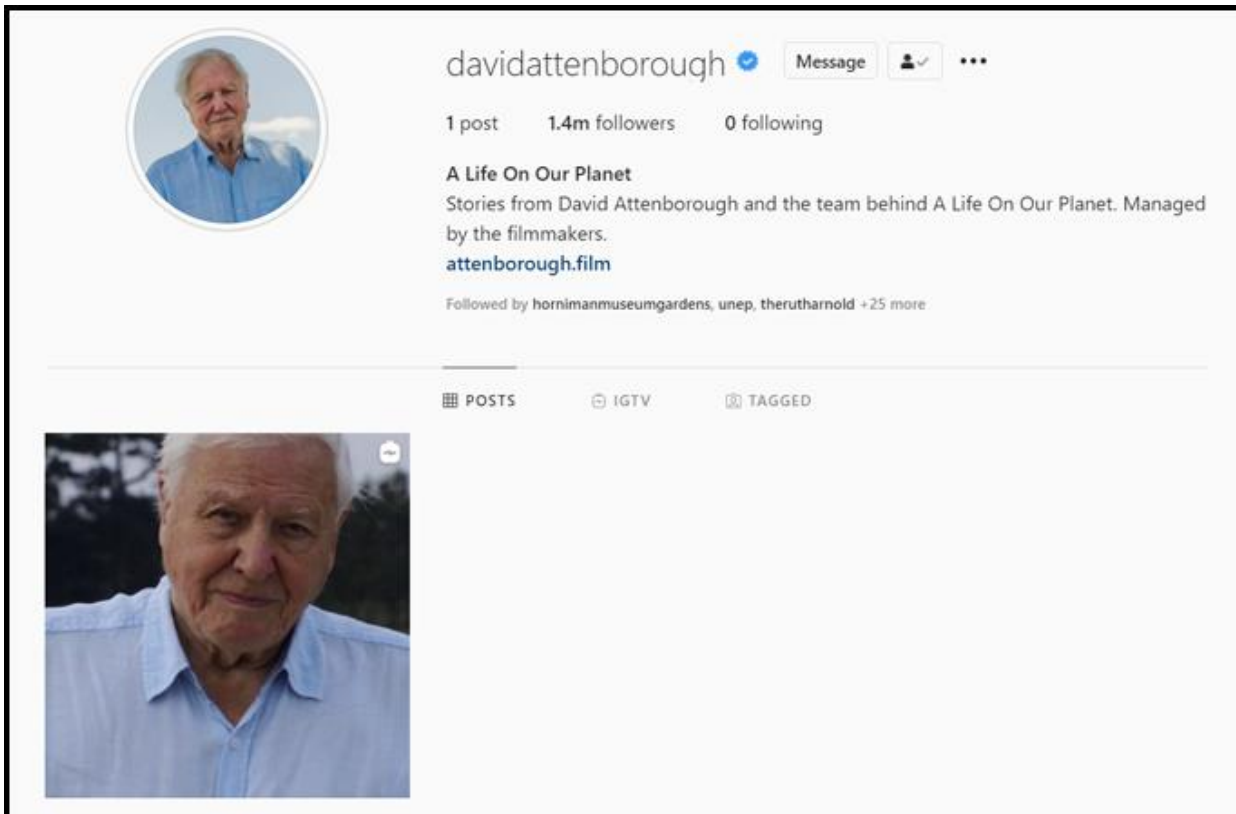 davidattenborough Message
1 post 1.4m followers 0 following
A Life On Our Planet
Stories from David Attenborough and the team behind A Life On Our Planet. Managed
by the filmmakers.
attenborough.film
Followed by hornimanmuseumgardens, unep, therutharnold +25 more
POSTS IGTV TAGGED